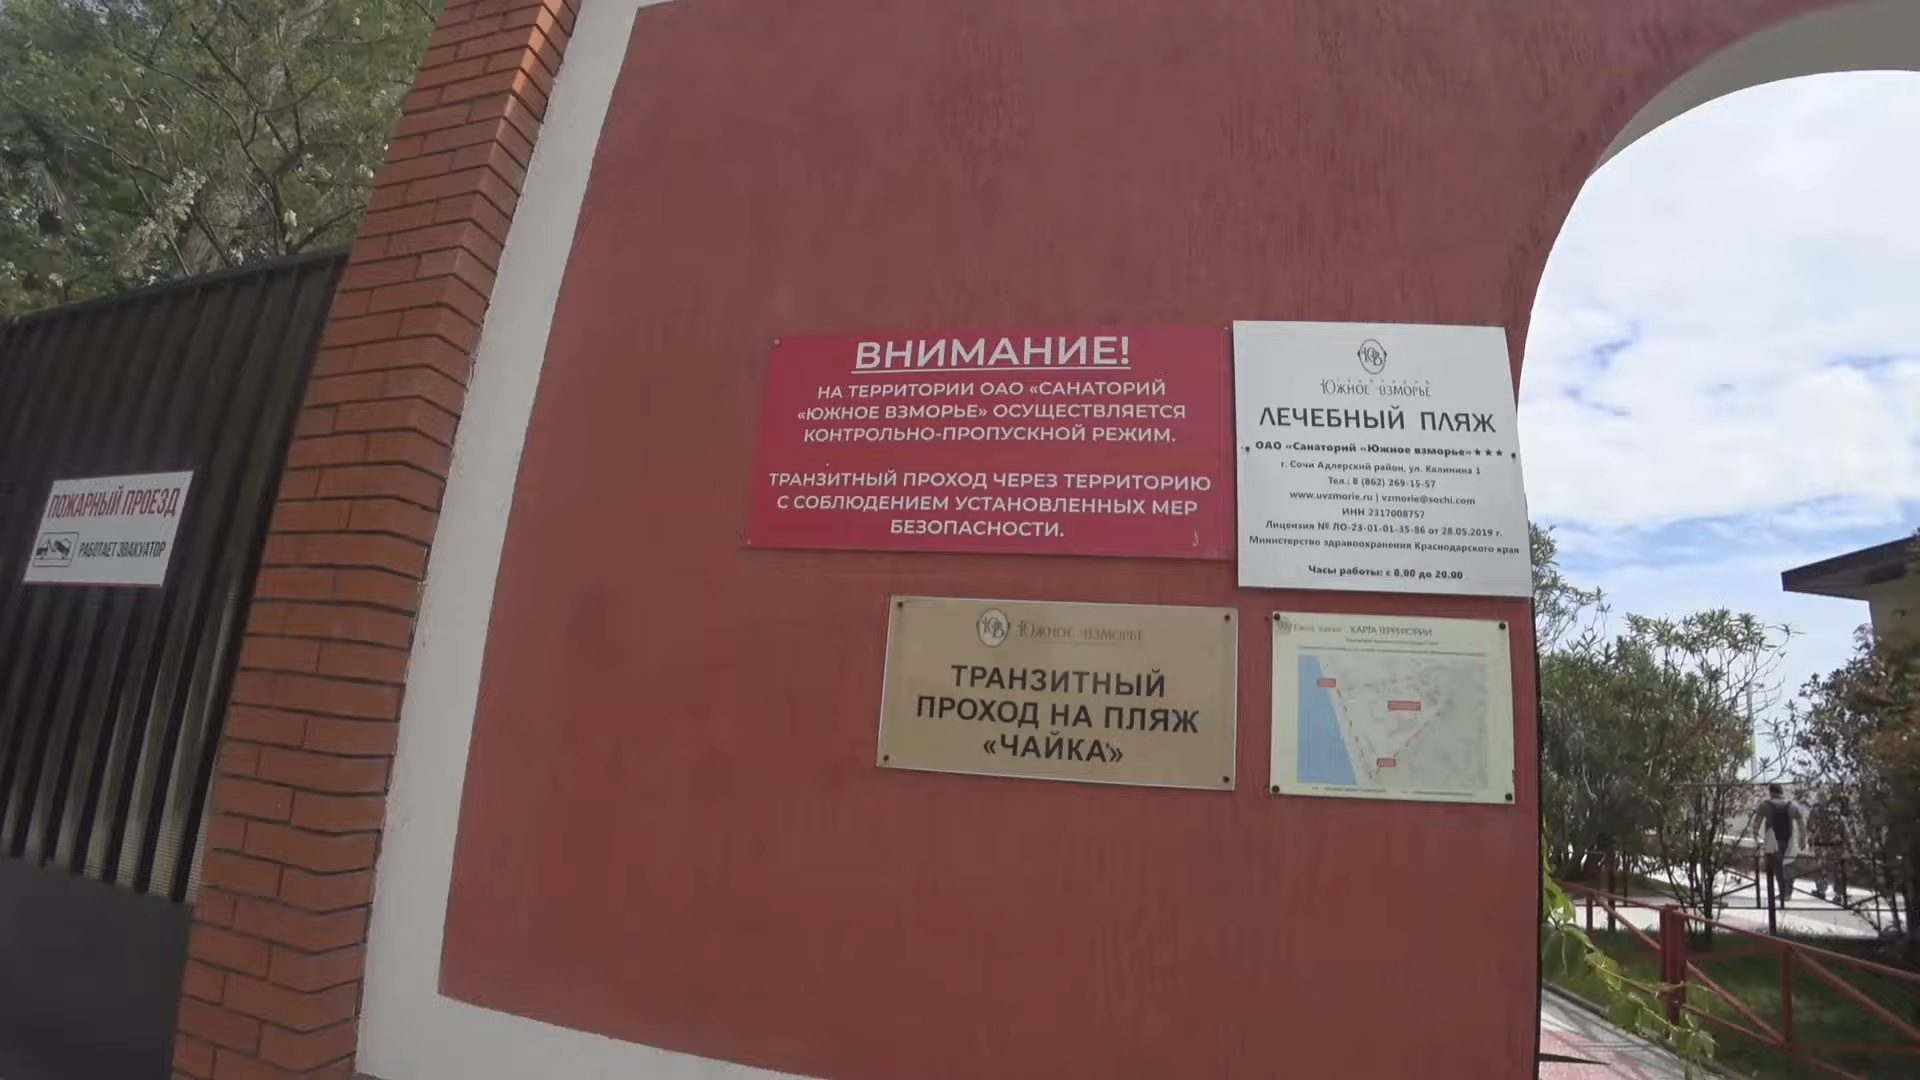 ПОЖАРНЫЙ ПРОЕЗД
РАБОТАЕТ ЭВАКУАТОР
ВНИМАНИЕ!
НА ТЕРРИТОРИИ ОАО «САНАТОРИЙ
«ЮЖНОЕ ВЗМОРЬЕ» ОСУЩЕСТВЛЯЕТСЯ
КОНТРОЛЬНО-ПРОПУСКНОЙ РЕЖИМ.
ТРАНЗИТНЫЙ ПРОХОД ЧЕРЕЗ ТЕРРИТОРИЮ
С СОБЛЮДЕНИЕМ УСТАНОВЛЕННЫХ МЕР
БЕЗОПАСНОСТИ.
ЮВ
ЮЖНОЕ ВЗМОРЬЕ
ЛЕЧЕБНЫЙ ПЛЯЖ
ОАО «Санаторий «Южное взморье»★★★
г. Сочи Адлерский район, ул. Калинина 1
Тел.: 8 (862) 269-15-57
www.uvzmorie.ru | vzmorie@sochi.com
ИНН 2317008757
Лицензия № ЛО-23-01-01-35-86 от 28.05.2019 г.
Министерство здравоохранения Краснодарского края
Часы работы: с 8.00 до 20.00
ЮВ ЮЖНОЕ ВЗМОРЬЕ
ТРАНЗИТНЫЙ
ПРОХОД НА ПЛЯЖ
«ЧАЙКА»
КАРТА ТЕРРИТОРИИ